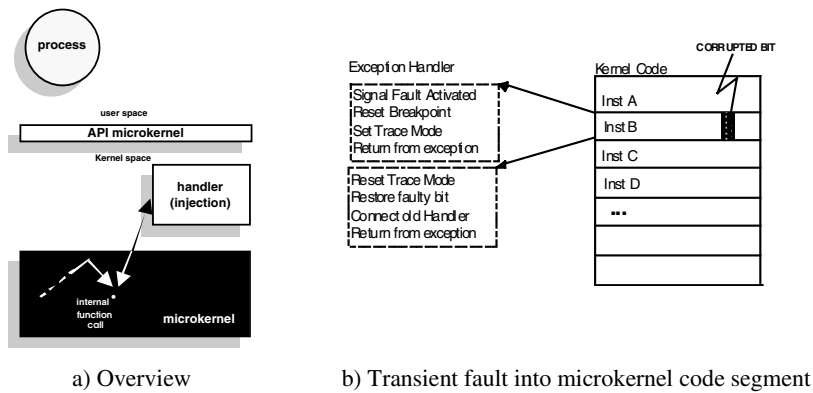 process
user space
API microkernel
Kernel space
handler
(injection)
internal
function
call
microkernel
a) Overview
CORRUPTED BIT
Exception Handler
Kernel Code
Signal Fault Activated
Reset Breakpoint
Set Trace Mode
Return from exception
Reset Trace Mode
Restore faulty bit
Connect old Handler
Return from exception
Inst A
Inst B
Inst C
Inst D
...
b) Transient fault into microkernel code segment